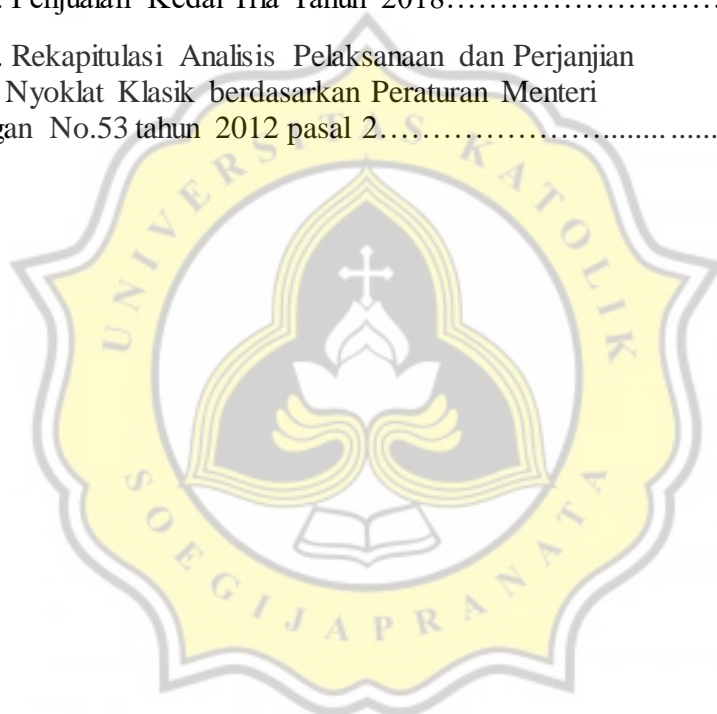 . Penjualan Kedai Tria Tahun 2018……………………
. Rekapitulasi Analisis Pelaksanaan dan Perjanjian
Nyoklat Klasik berdasarkan Peraturan Menteri
gan No.53 tahun 2012 pasal 2…………………..............
UNIVERSITAS KATOLIK
SOEGIJAPRANATA